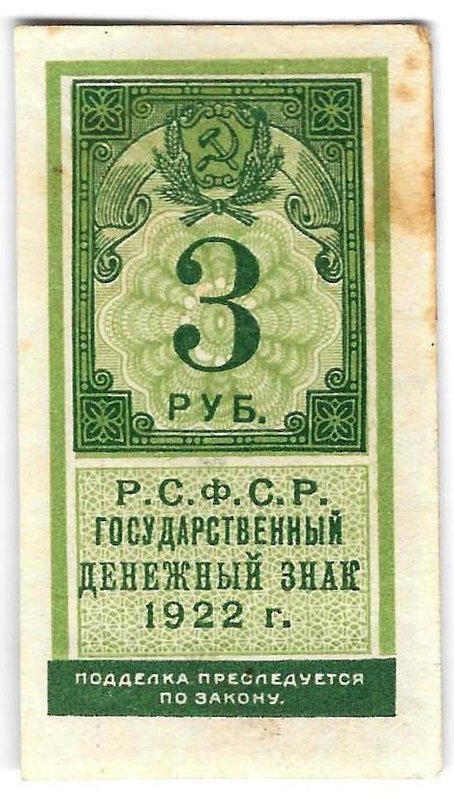 3
РУБ.
Р.С.Ф.С.Р.
ГОСУДАРСТВЕННЫЙ
ДЕНЕЖНЫЙ ЗНАК
1922 г.
ПОДДЕЛКА ПРЕСЛЕДУЕТСЯ
ПО ЗАКОНУ.